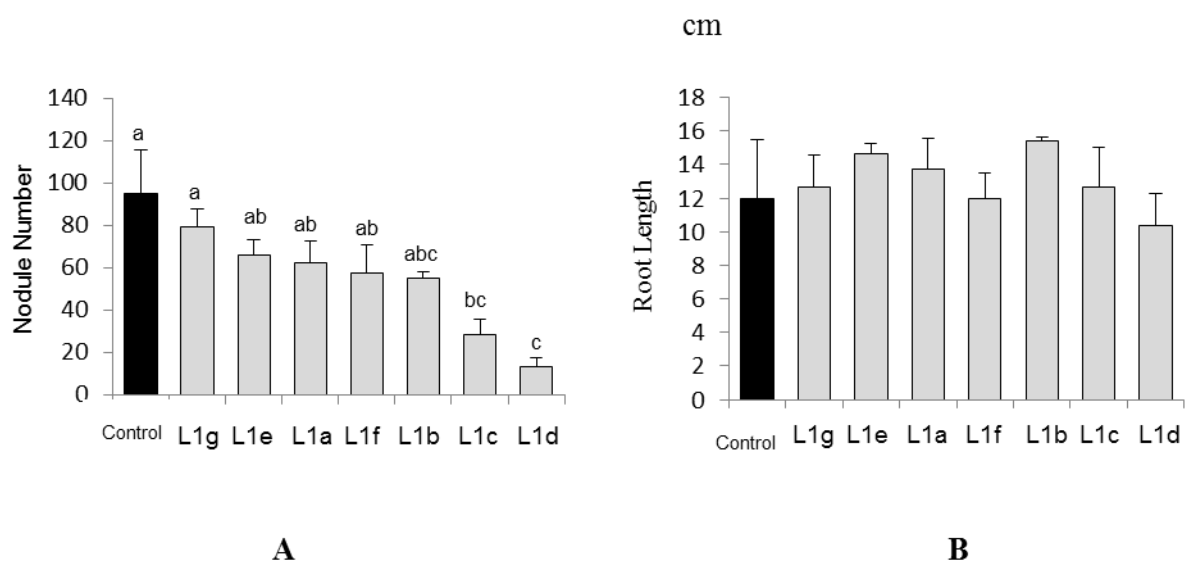 cm
Nodule Number
140
120
100
80
60
40
20
0
a
a
ab
ab
ab
abc
bc
c
Control L1g L1e L1a L1f L1b L1c L1d
A
Root Length
18
16
14
12
10
8
6
4
2
0
Control L1g L1e L1a L1f L1b L1c L1d
B